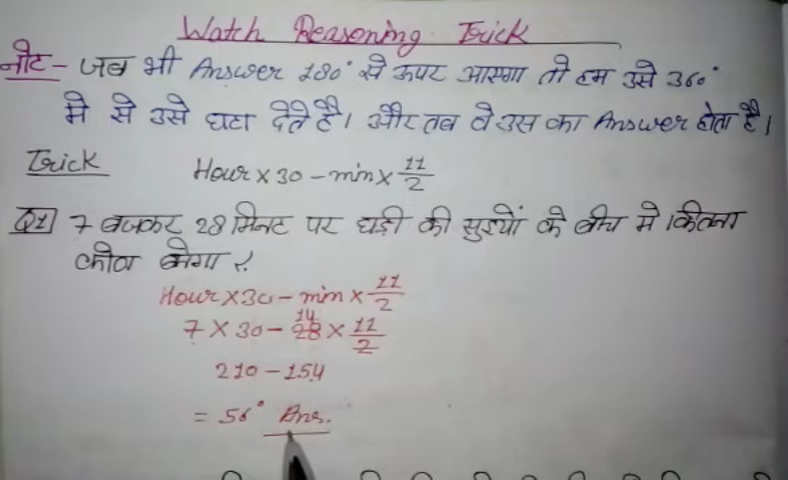 Watch Reasoning Trick
नोट - जब भी Answer 180° से ऊपर आएगा तो हम उसे 360°
मे से उसे घटा देते है। और तब वे उस का Answer होता है।
Trick Hour × 30 - min × 11/2
Q1 7 बजकर 28 मिनट पर घड़ी की सुइयों के बीच मे कितना
कोण बनेगा ?
Hour × 30 - min × 11/2
7 × 30 - 28 14 × 11/2
210 - 154
= 56° Ans.